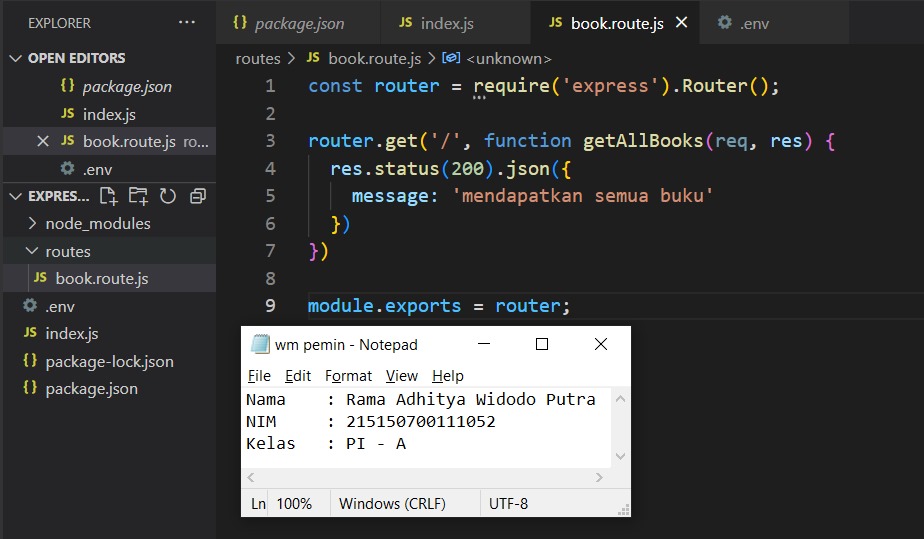 EXPLORER ...
OPEN EDITORS
{} package.json
JS index.js
JS book.route.js ro...
.env
EXPRES...
node_modules
routes
JS book.route.js
.env
JS index.js
{} package-lock.json
{} package.json
{} package.json JS index.js JS book.route.js .env
routes > JS book.route.js > <unknown>
1 const router = require('express').Router();
2
3 router.get('/', function getAllBooks(req, res) {
4 res.status(200).json({
5 message: 'mendapatkan semua buku'
6 })
7 })
8
9 module.exports = router;
wm pemin - Notepad
File Edit Format View Help
Nama : Rama Adhitya Widodo Putra
NIM : 215150700111052
Kelas : PI - A
Ln 100% Windows (CRLF) UTF-8